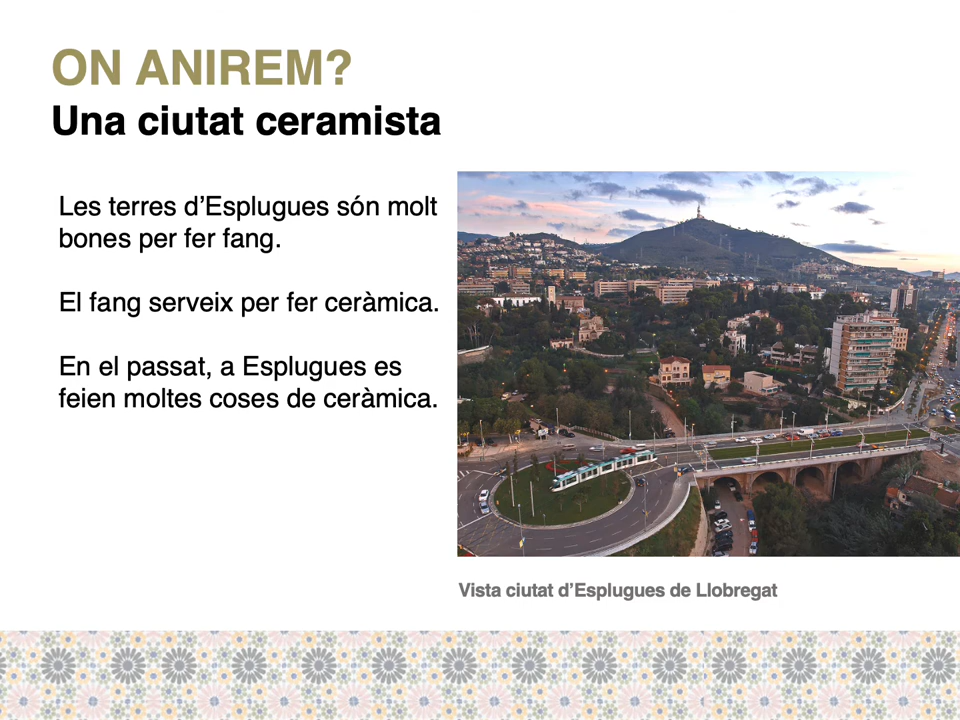 ON ANIREM?
Una ciutat ceramista
Les terres d’Esplugues són molt
bones per fer fang.
El fang serveix per fer ceràmica.
En el passat, a Esplugues es
feien moltes coses de ceràmica.
Vista ciutat d’Esplugues de Llobregat